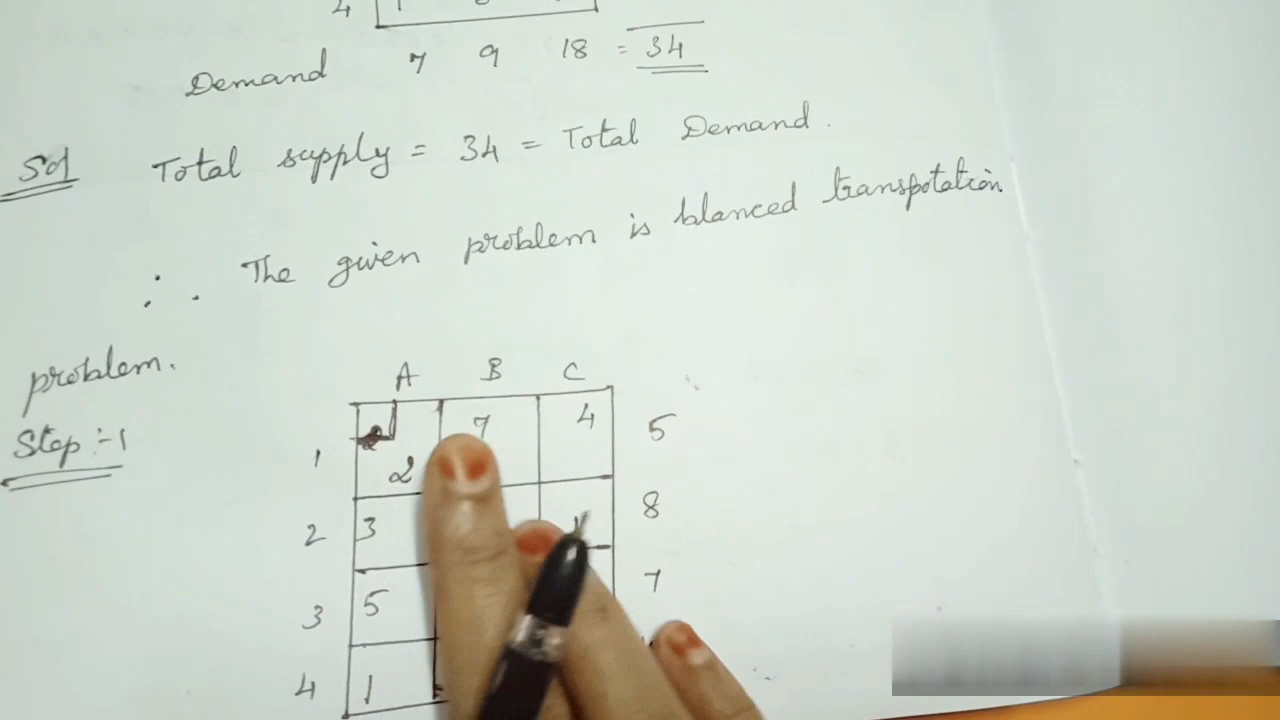 4 1
Demand 7 9 18 = 34
Sol Total supply = 34 = Total Demand.
∴ The given problem is blanced transpotation
problem.
Step:-1
A B C
1 2 7 4 5
2 3 8
3 5 7
4 1